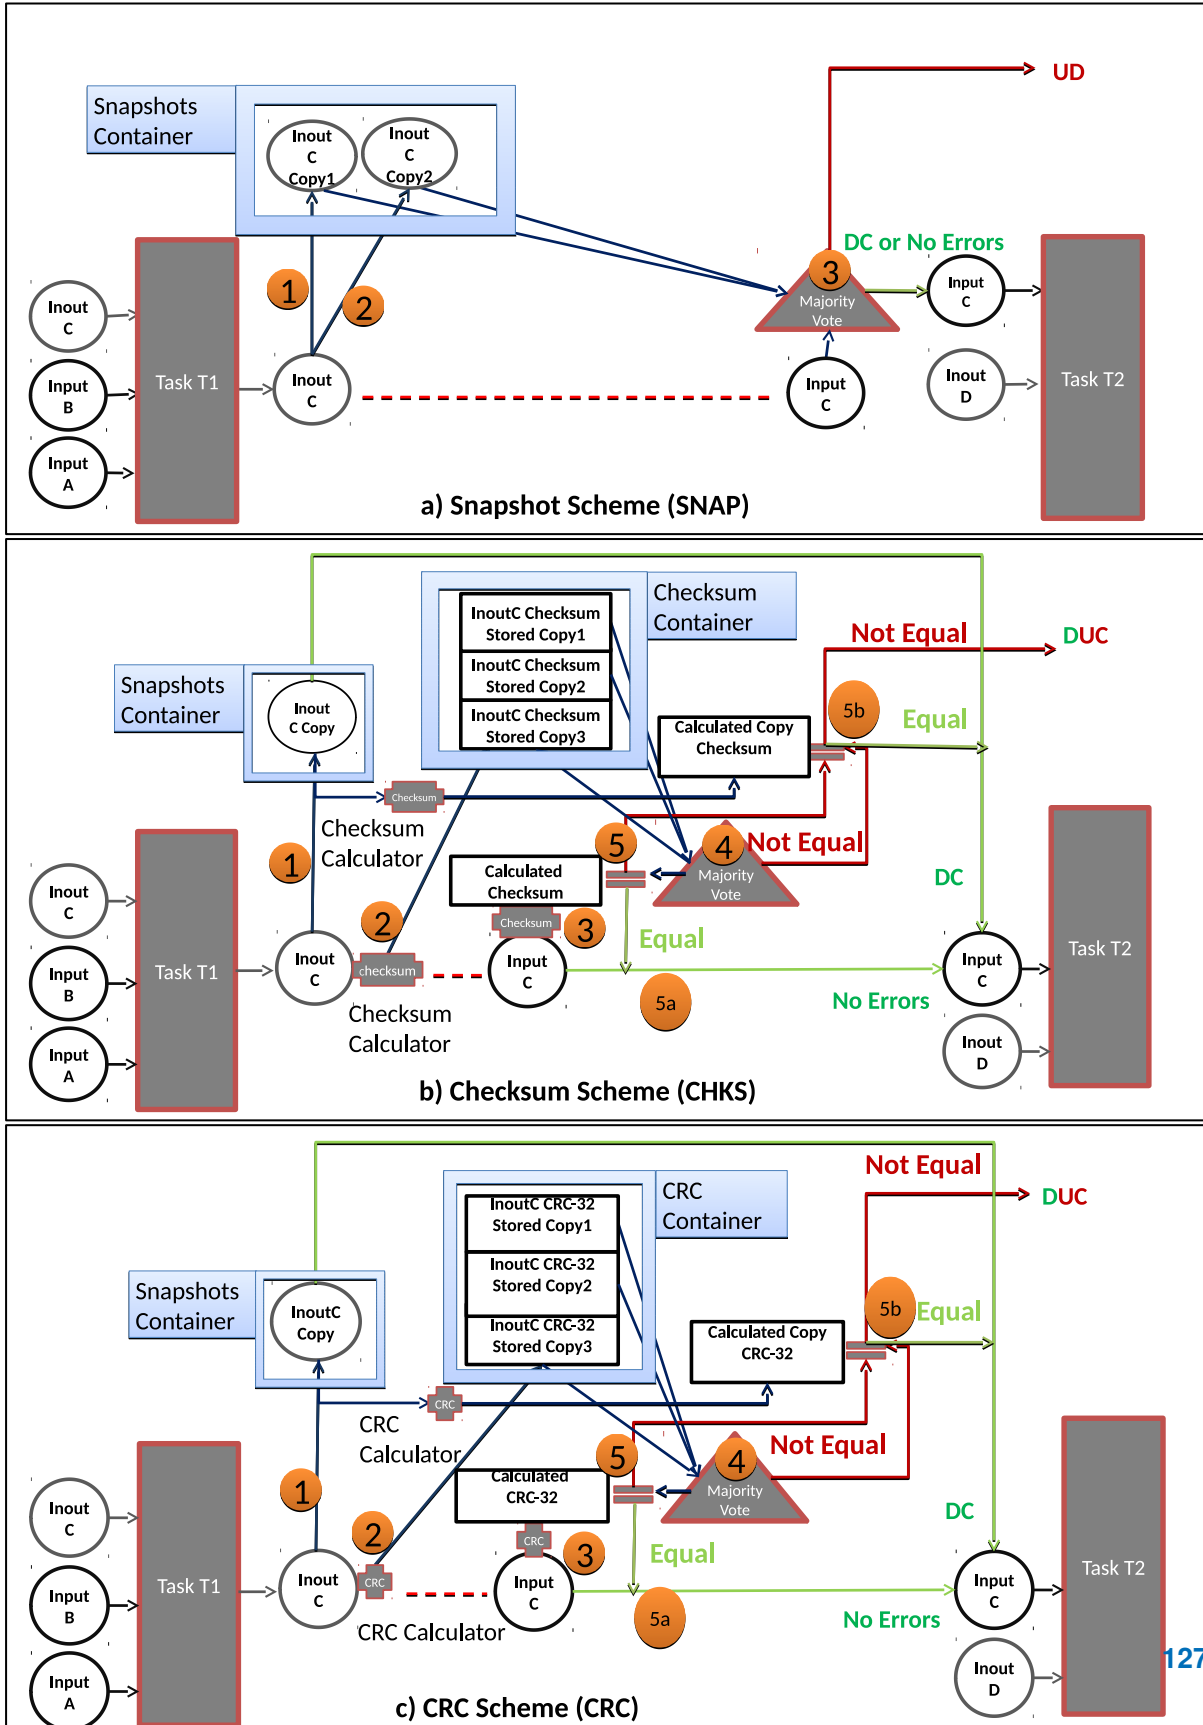 UD
Snapshots
Container
Inout
C
Copy1
Inout
C
Copy2
DC or No Errors
1
2
3
Majority
Vote
Inout
C
Input
B
Input
A
Task T1
Inout
C
Input
C
Input
C
Inout
D
Task T2
a) Snapshot Scheme (SNAP)
Checksum
Container
InoutC Checksum
Stored Copy1
InoutC Checksum
Stored Copy2
InoutC Checksum
Stored Copy3
Not Equal
DUC
Snapshots
Container
Inout
C Copy
5b
Equal
Calculated Copy
Checksum
Checksum
Checksum
Calculator
1
5
4
Not Equal
Majority
Vote
Calculated
Checksum
DC
Checksum
2
3
Equal
Inout
C
Input
B
Input
A
Task T1
Inout
C
checksum
Input
C
5a
No Errors
Checksum
Calculator
Input
C
Inout
D
Task T2
b) Checksum Scheme (CHKS)
Not Equal
CRC
Container
DUC
InoutC CRC-32
Stored Copy1
InoutC CRC-32
Stored Copy2
InoutC CRC-32
Stored Copy3
Snapshots
Container
InoutC
Copy
5b
Equal
Calculated Copy
CRC-32
CRC
CRC
Calculator
1
5
4
Not Equal
Majority
Vote
Calculated
CRC-32
DC
CRC
2
3
Equal
Inout
C
Input
B
Input
A
Task T1
Inout
C
CRC
Input
C
5a
No Errors
CRC Calculator
Input
C
Inout
D
Task T2
127
c) CRC Scheme (CRC)